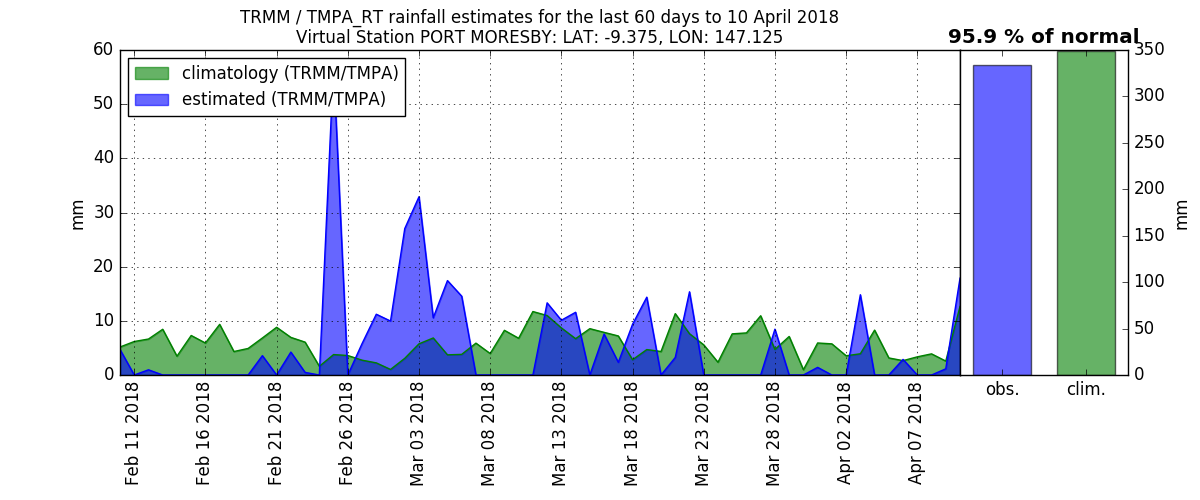 TRMM / TMPA_RT rainfall estimates for the last 60 days to 10 April 2018
Virtual Station PORT MORESBY: LAT: -9.375, LON: 147.125
95.9 % of normal
climatology (TRMM/TMPA)
estimated (TRMM/TMPA)
mm
60
50
40
30
20
10
0
Feb 11 2018
Feb 16 2018
Feb 21 2018
Feb 26 2018
Mar 03 2018
Mar 08 2018
Mar 13 2018
Mar 18 2018
Mar 23 2018
Mar 28 2018
Apr 02 2018
Apr 07 2018
obs.
clim.
350
300
250
200
150
100
50
0
mm